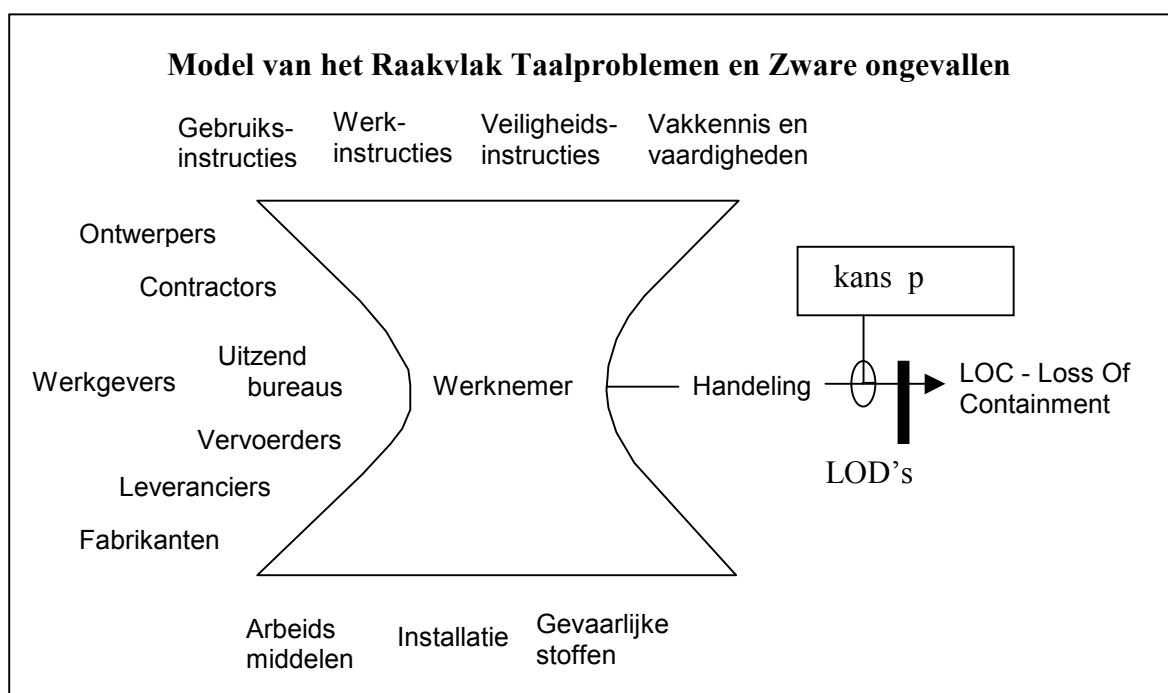 Model van het Raakvlak Taalproblemen en Zware ongevallen
Gebruiks-
instructies
Werk-
instructies
Veiligheids-
instructies
Vakkennis en
vaardigheden
Ontwerpers
Contractors
Werkgevers
Uitzend
bureaus
Vervoerders
Leveranciers
Fabrikanten
Werknemer
Handeling
kans p
LOD’s
LOC - Loss Of
Containment
Arbeids
middelen
Installatie
Gevaarlijke
stoffen